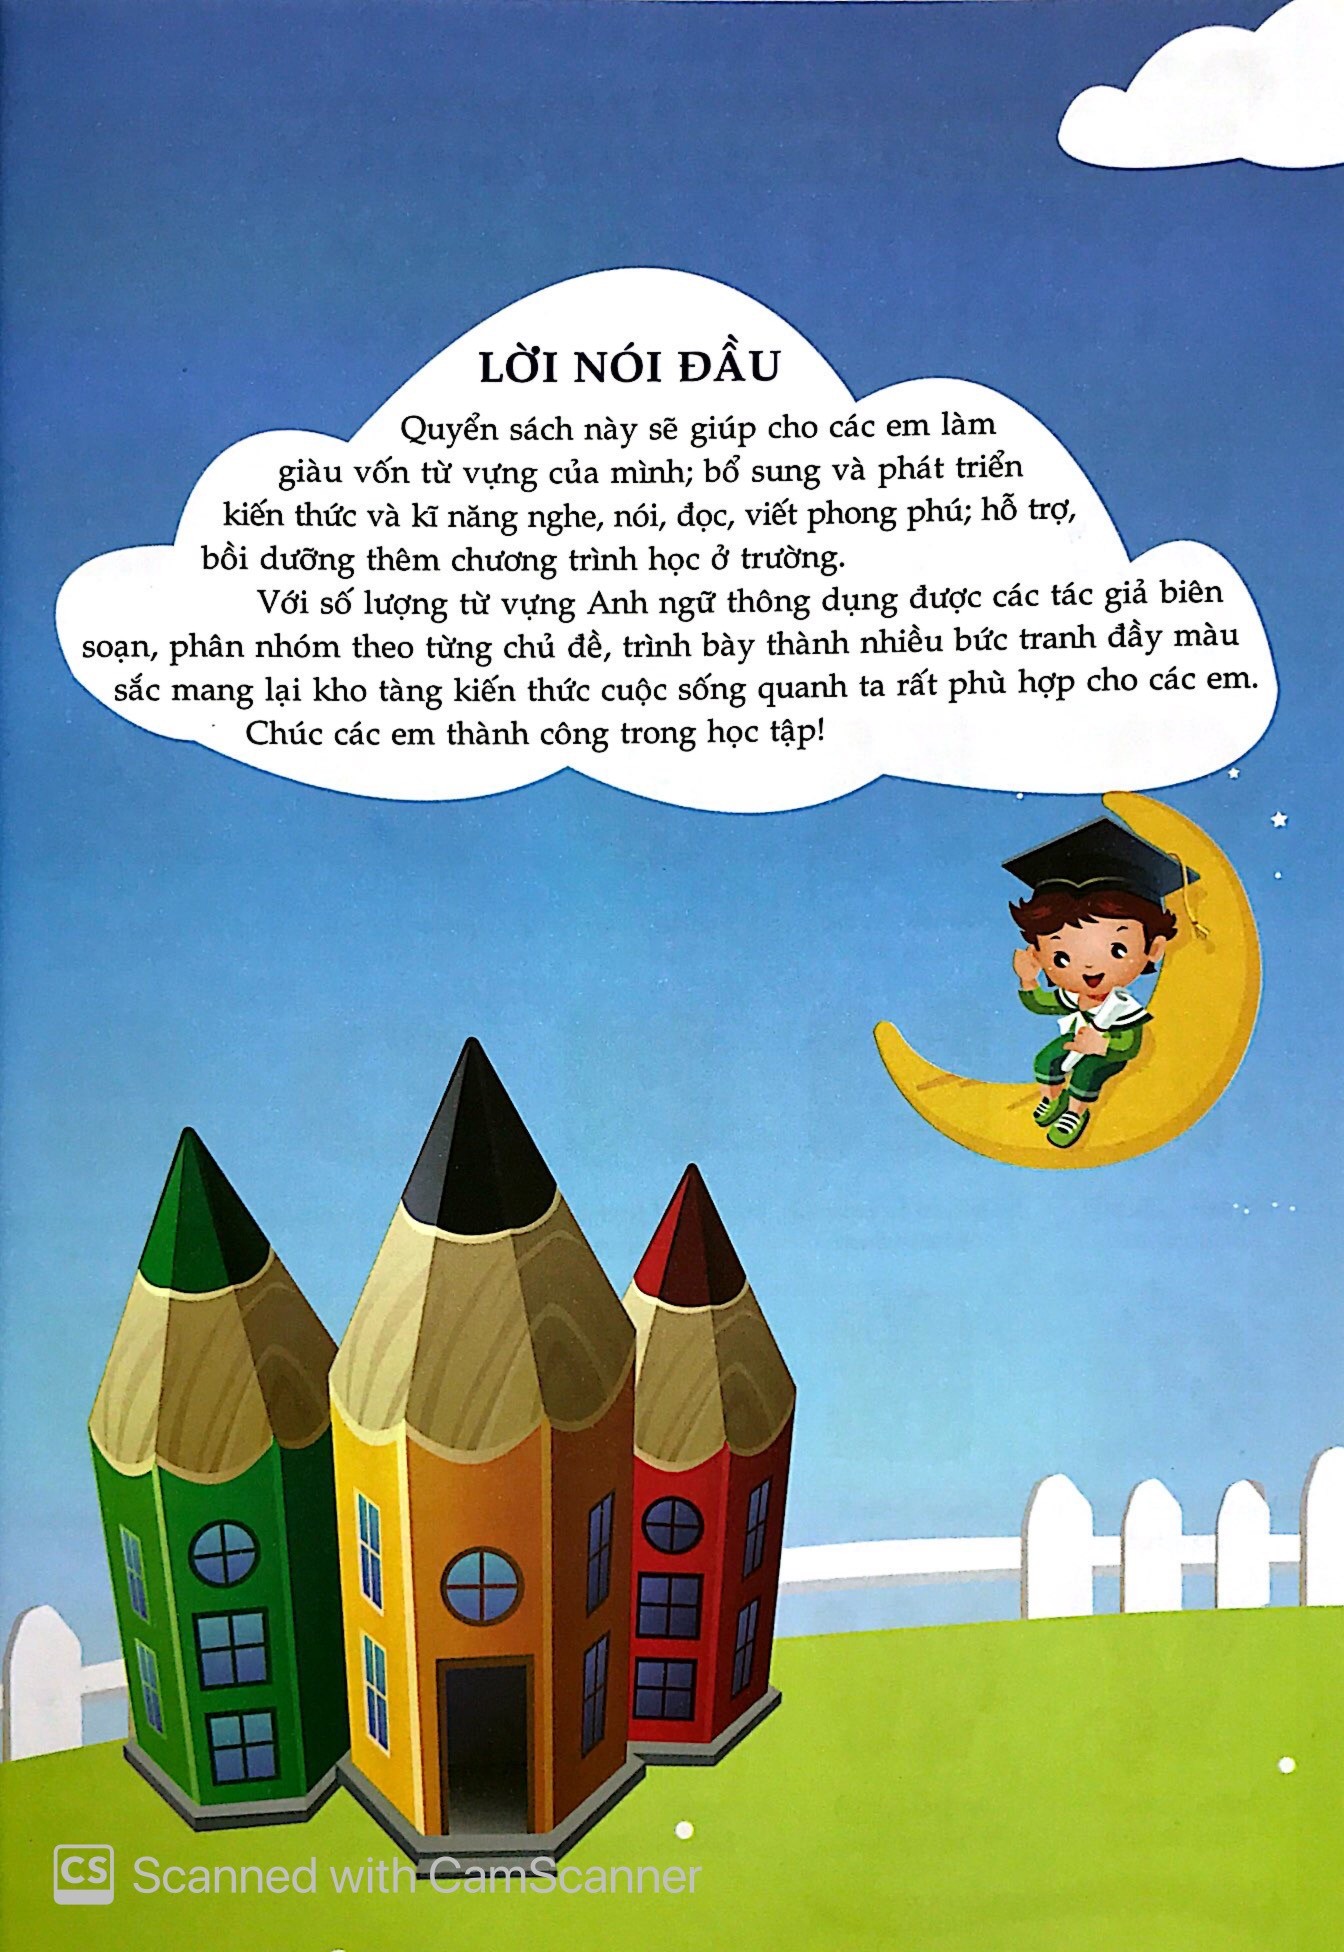 LỜI NÓI ĐẦU
Quyển sách này sẽ giúp cho các em làm
giàu vốn từ vựng của mình; bổ sung và phát triển
kiến thức và kĩ năng nghe, nói, đọc, viết phong phú; hỗ trợ,
bồi dưỡng thêm chương trình học ở trường.
Với số lượng từ vựng Anh ngữ thông dụng được các tác giả biên
soạn, phân nhóm theo từng chủ đề, trình bày thành nhiều bức tranh đầy màu
sắc mang lại kho tàng kiến thức cuộc sống quanh ta rất phù hợp cho các em.
Chúc các em thành công trong học tập!
CS Scanned with CamScanner